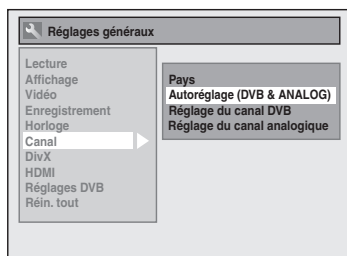 Réglages généraux
Lecture
Affichage
Vidéo
Enregistrement
Horloge
Canal
DivX
HDMI
Réglages DVB
Réin. tout
Pays
Autoréglage (DVB & ANALOG)
Réglage du canal DVB
Réglage du canal analogique